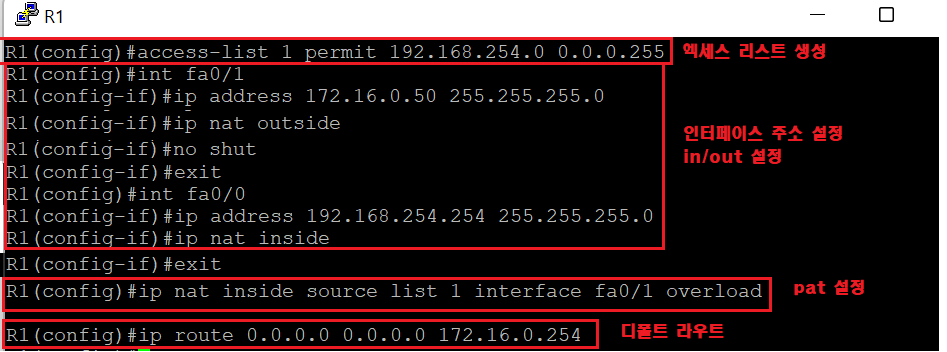 R1
R1(config)#access-list 1 permit 192.168.254.0 0.0.0.255 엑세스 리스트 생성
R1(config)#int fa0/1
R1(config-if)#ip address 172.16.0.50 255.255.255.0
R1(config-if)#ip nat outside
인터페이스 주소 설정
R1(config-if)#no shut
in/out 설정
R1(config-if)#exit
R1(config)#int fa0/0
R1(config-if)#ip address 192.168.254.254 255.255.255.0
R1(config-if)#ip nat inside
R1(config-if)#exit
R1(config)#ip nat inside source list 1 interface fa0/1 overload pat 설정
R1(config)#ip route 0.0.0.0 0.0.0.0 172.16.0.254 디폴트 라우트